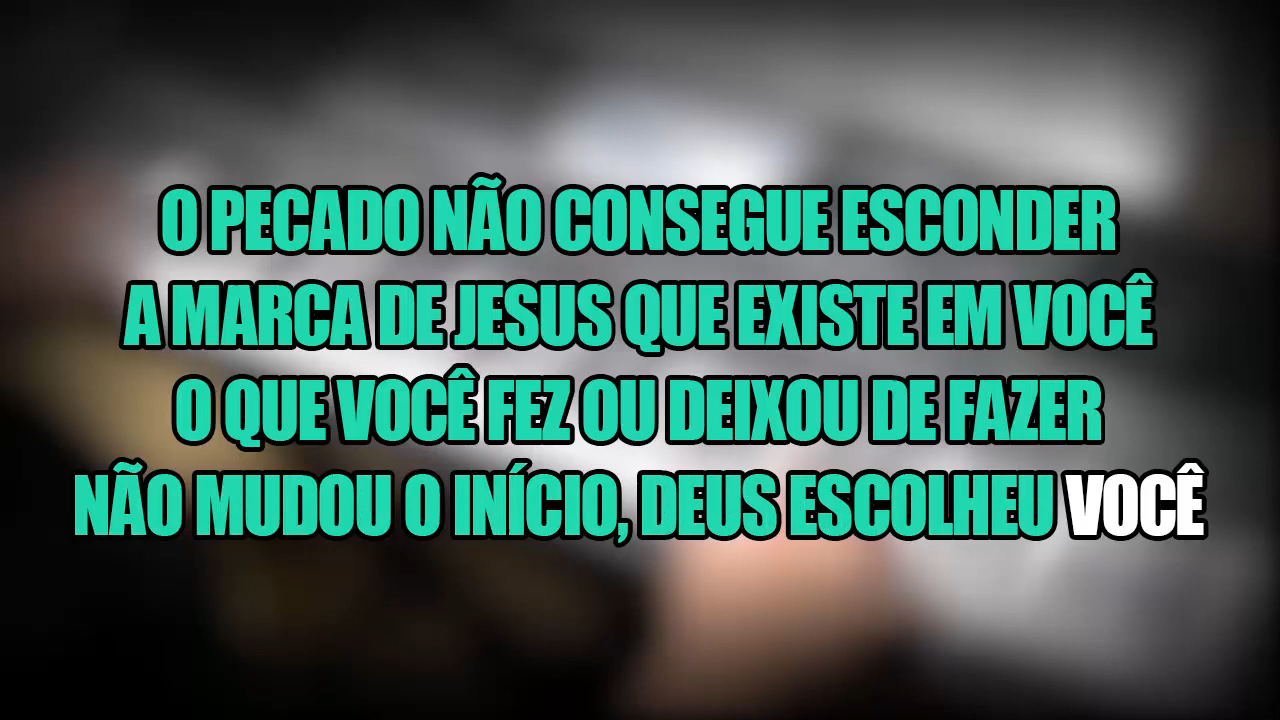 O PECADO NÃO CONSEGUE ESCONDER
A MARCA DE JESUS QUE EXISTE EM VOCÊ
O QUE VOCÊ FEZ OU DEIXOU DE FAZER
NÃO MUDOU O INÍCIO, DEUS ESCOLHEU VOCÊ